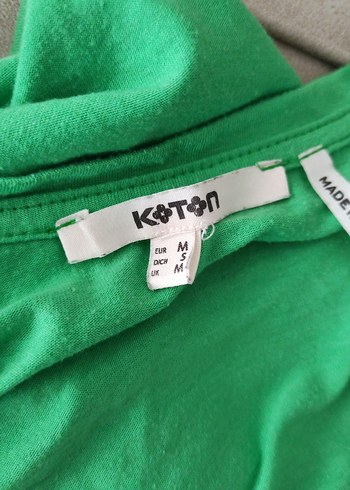 KOTON
EUR M
D/CH S
UK M
MADE